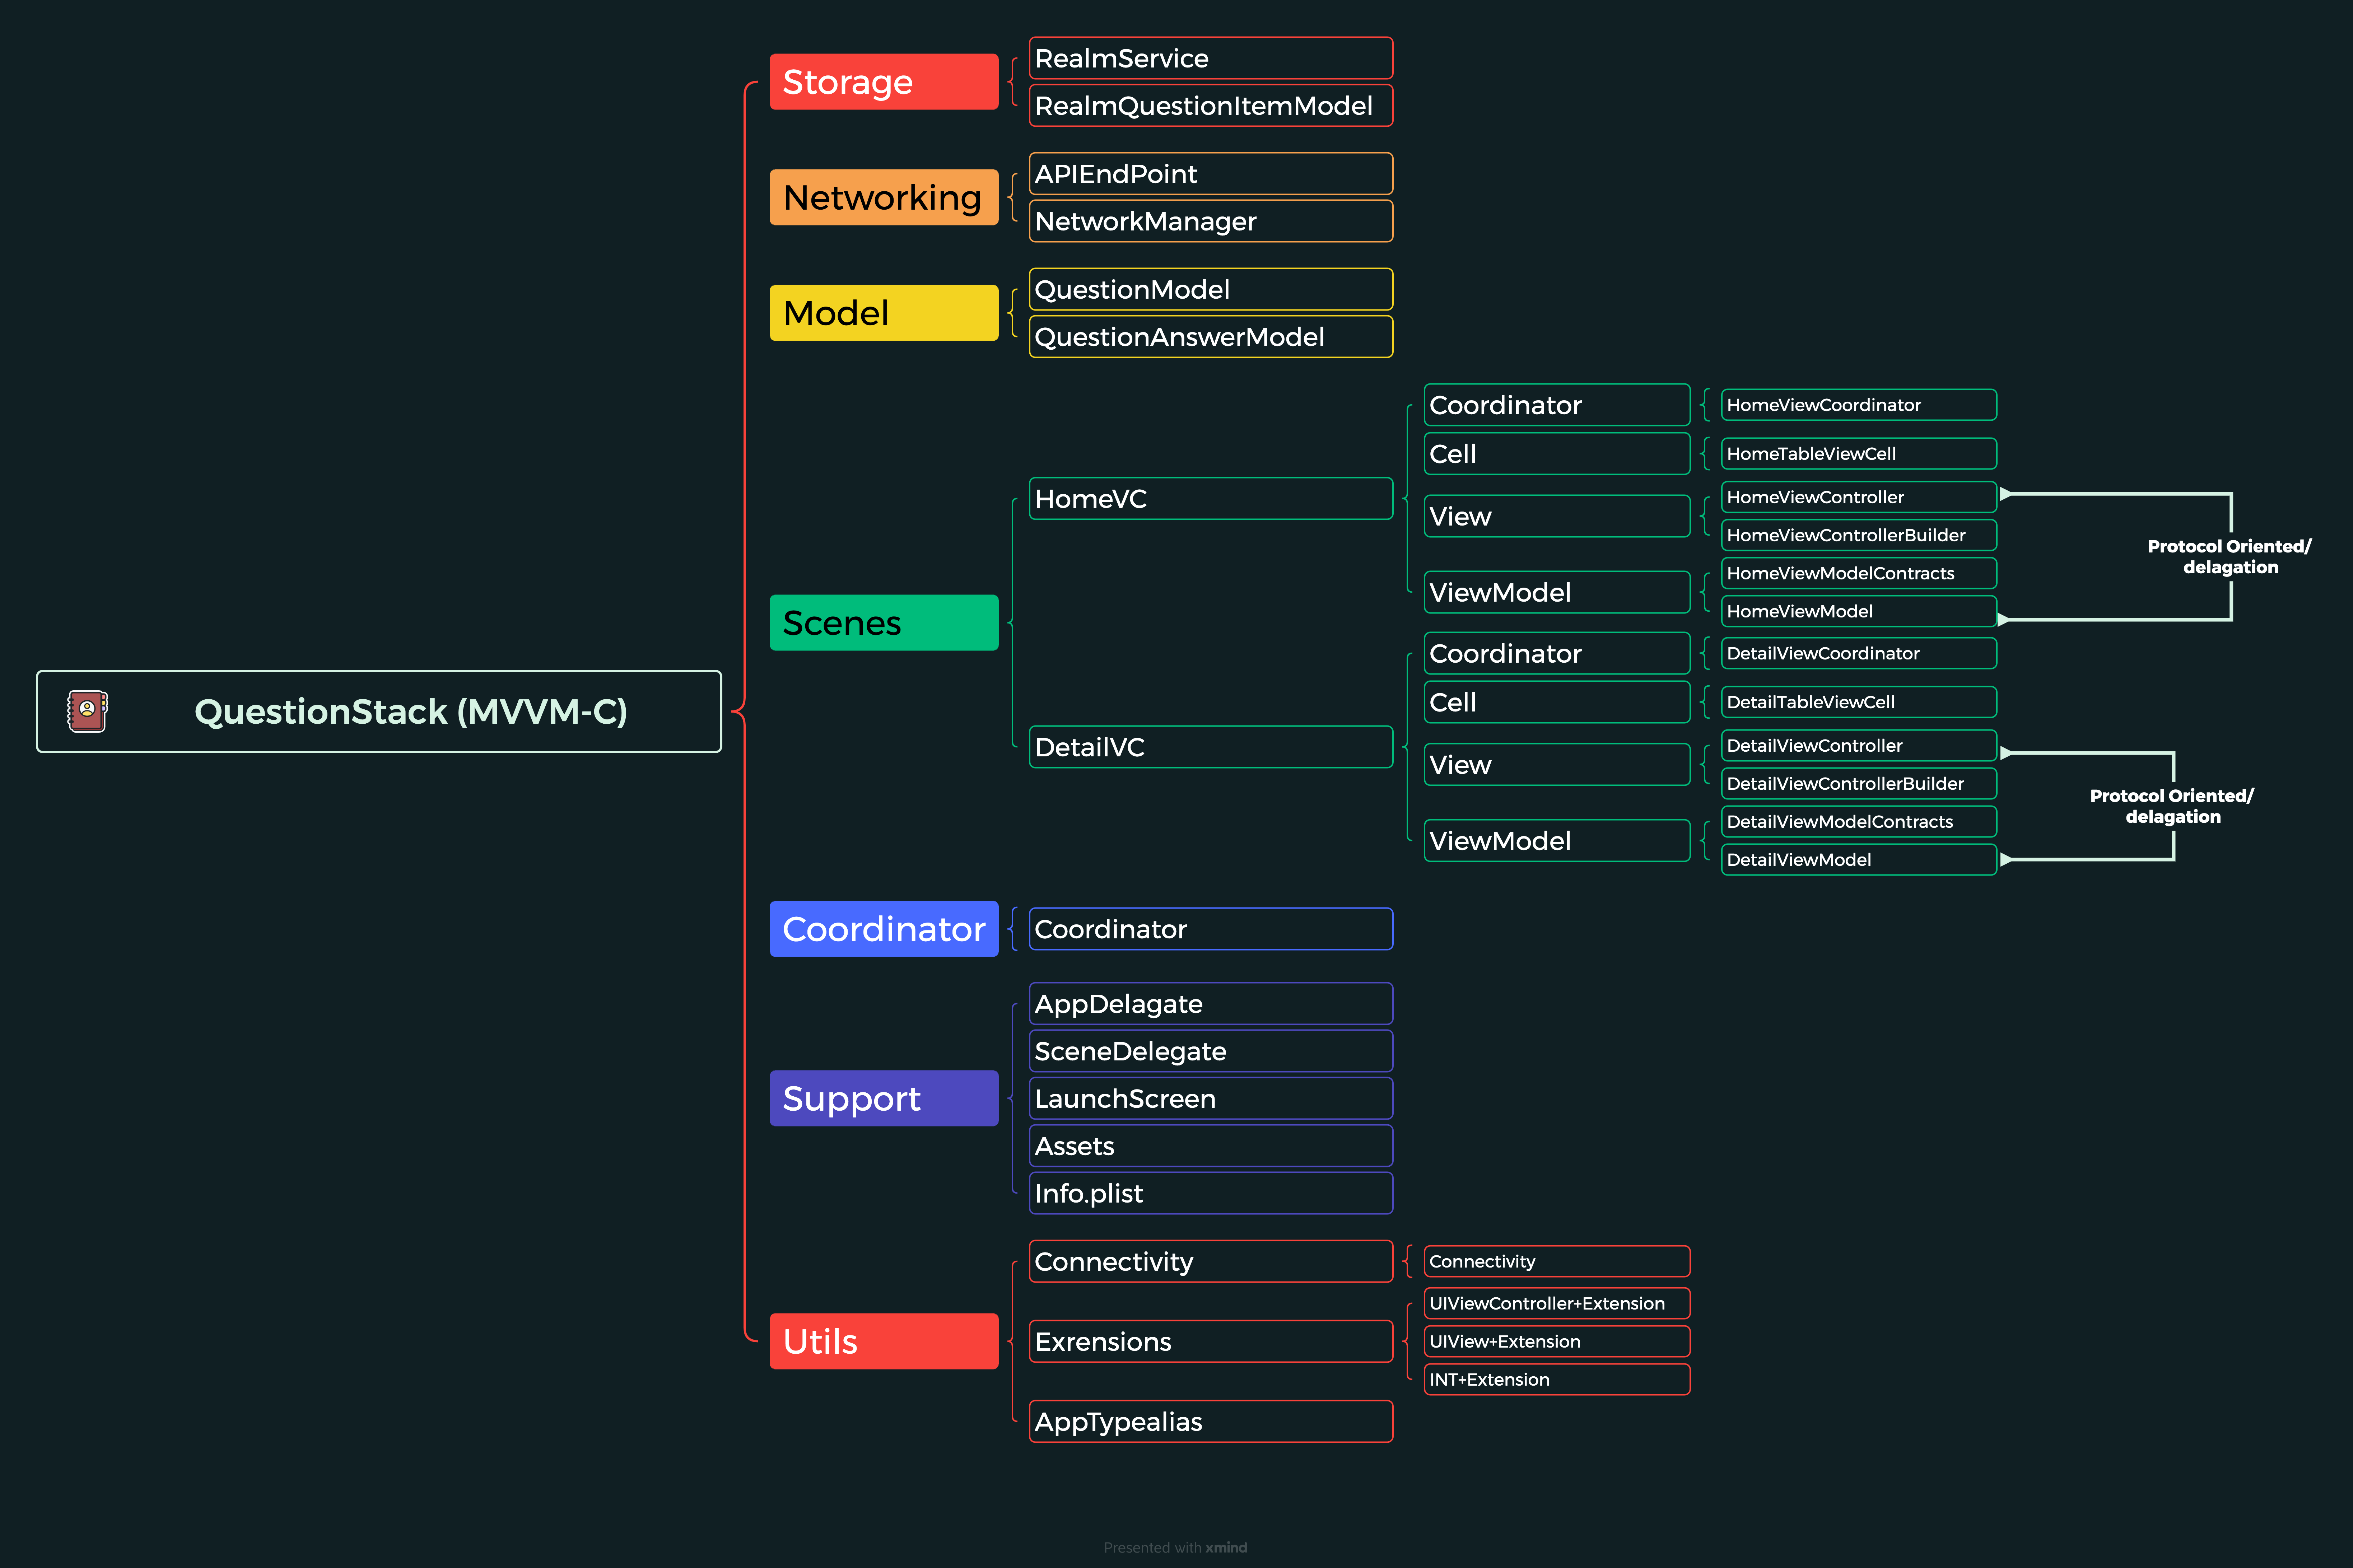 Storage
RealmService
RealmQuestionItemModel
Networking
APIEndPoint
NetworkManager
Model
QuestionModel
QuestionAnswerModel
QuestionStack (MVVM-C)
Scenes
HomeVC
Coordinator
HomeViewCoordinator
Cell
HomeTableViewCell
View
HomeViewController
HomeViewControllerBuilder
ViewModel
HomeViewModelContracts
HomeViewModel
Protocol Oriented/
delagation
DetailVC
Coordinator
DetailViewCoordinator
Cell
DetailTableViewCell
View
DetailViewController
DetailViewControllerBuilder
ViewModel
DetailViewModelContracts
DetailViewModel
Protocol Oriented/
delagation
Coordinator
Coordinator
Support
AppDelagate
SceneDelegate
LaunchScreen
Assets
Info.plist
Utils
Connectivity
Connectivity
Exrensions
UIViewController+Extension
UIView+Extension
INT+Extension
AppTypealias
Presented with xmind